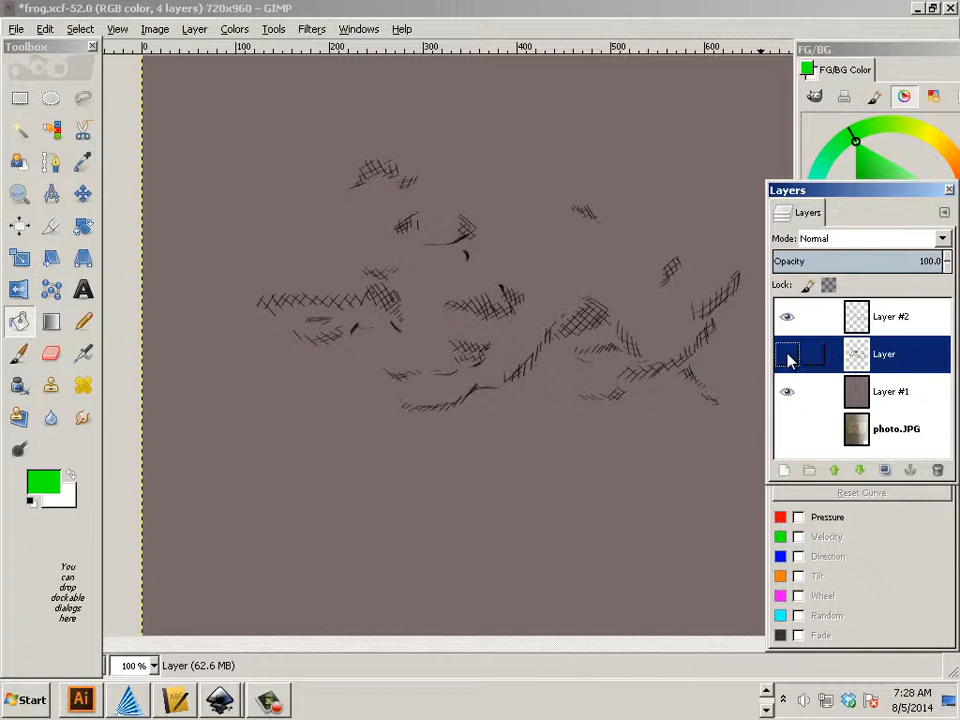 *frog.xcf-52.0 (RGB color, 4 layers) 720x960 – GIMP
File Edit Select View Image Layer Colors Tools Filters Windows Help
Toolbox
0 100 200 300 400 500 600
FG/BG
FG/BG Color
Layers
Layers
Mode: Normal
Opacity 100.0
Lock:
Layer #2
Layer
Layer #1
photo.JPG
Reset Curve
Pressure
Velocity
Direction
Tilt
Wheel
Random
Fade
You
can
drop
dockable
dialogs
here
100 % Layer (62.6 MB)
Start
Ai
ABC
7:28 AM
8/5/2014